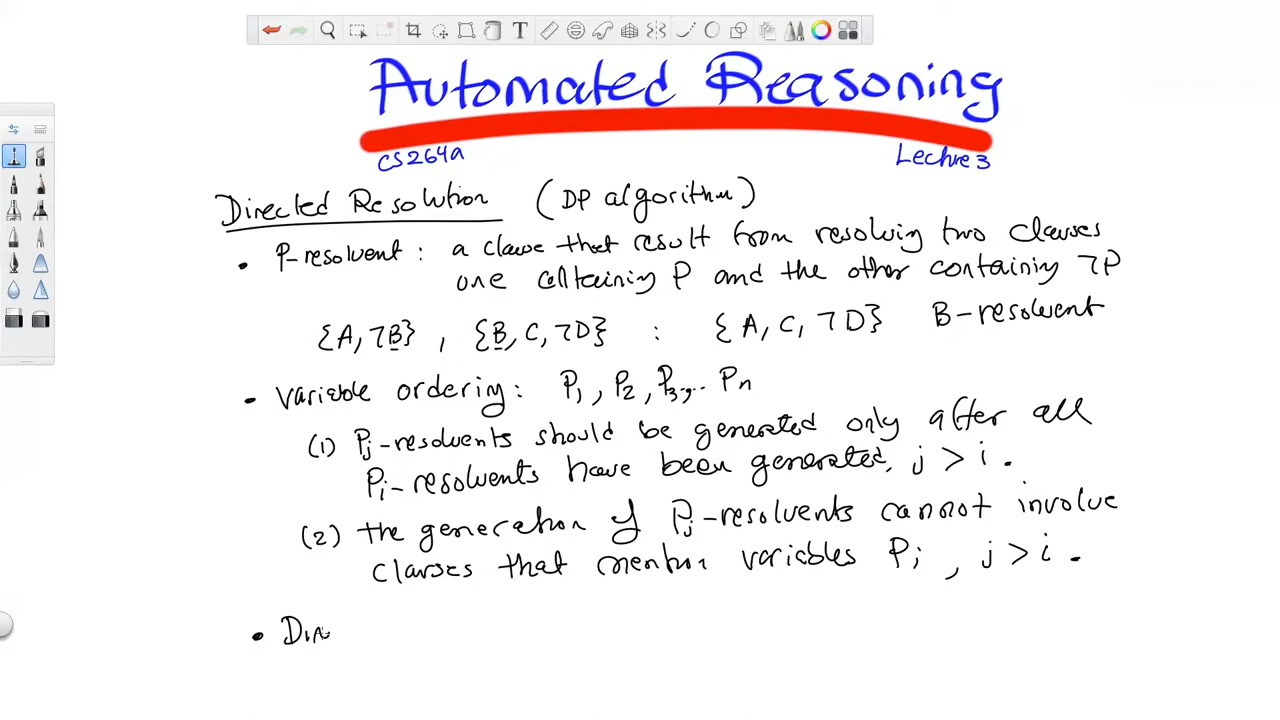 Automated Reasoning
CS264a Lecture 3
Directed Resolution (DP algorithm)
• P-resolvent : a clause that result from resolving two clauses
one containing P and the other containing ¬P
{A, ¬B} , {B, C, ¬D} : {A, C, ¬D} B-resolvent
• Variable ordering : P1, P2, P3,... Pn
(1) Pj-resolvents should be generated only after all
Pi-resolvents have been generated, j > i .
(2) the generation of Pj-resolvents cannot involve
clauses that mention variables Pi , j > i .
• Dir